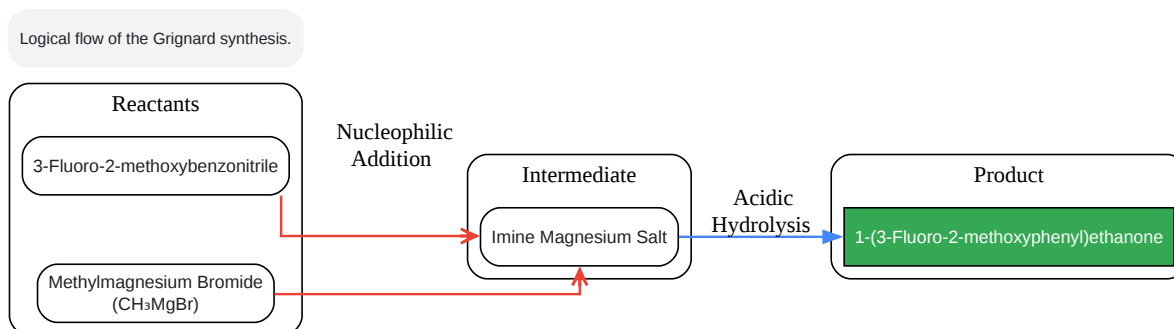 Logical flow of the Grignard synthesis.
Reactants
3-Fluoro-2-methoxybenzonitrile
Methylmagnesium Bromide
(CH₃MgBr)
Nucleophilic
Addition
Intermediate
Imine Magnesium Salt
Acidic
Hydrolysis
Product
1-(3-Fluoro-2-methoxyphenyl)ethanone